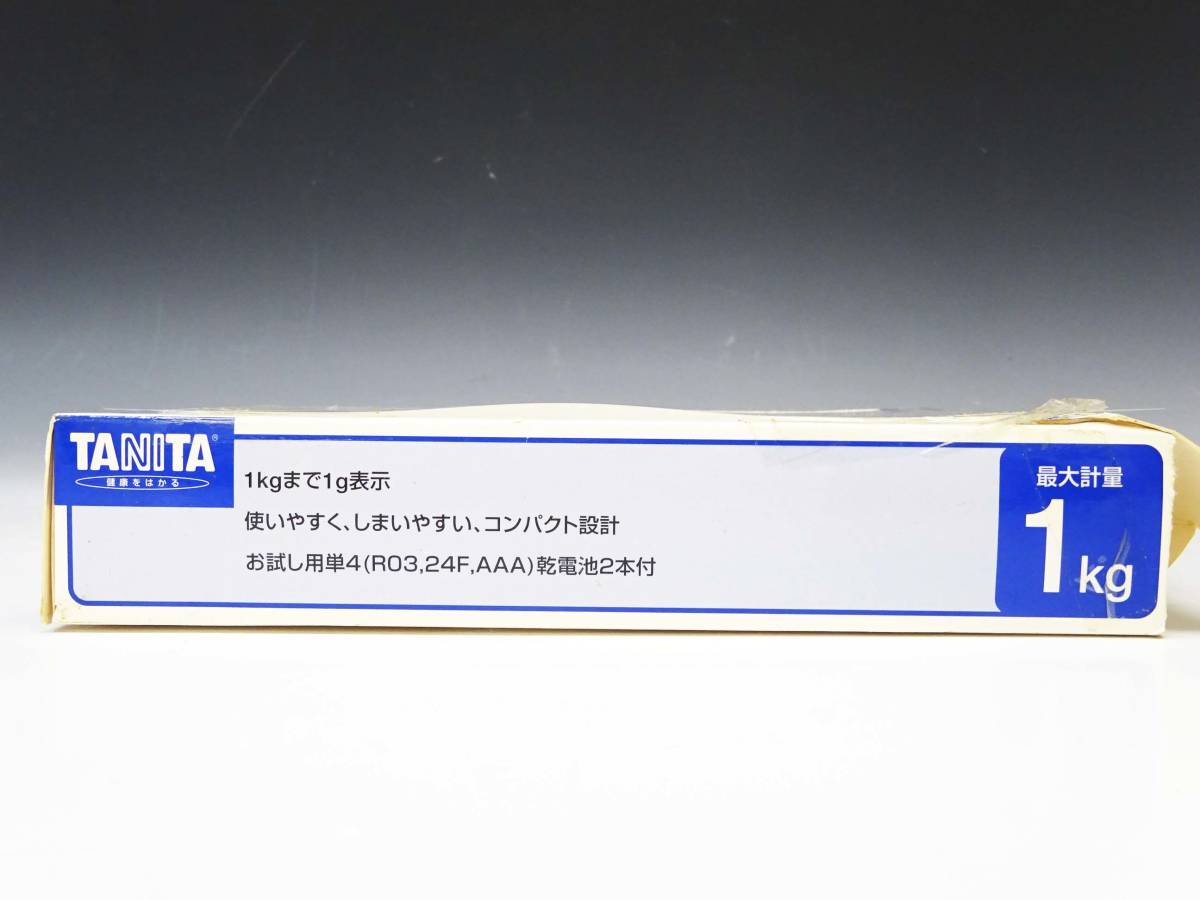 TANITA®
健康をはかる
1kgまで1g表示
使いやすく、しまいやすい、コンパクト設計
お試し用単4(R03,24F,AAA)乾電池2本付
最大計量
1kg